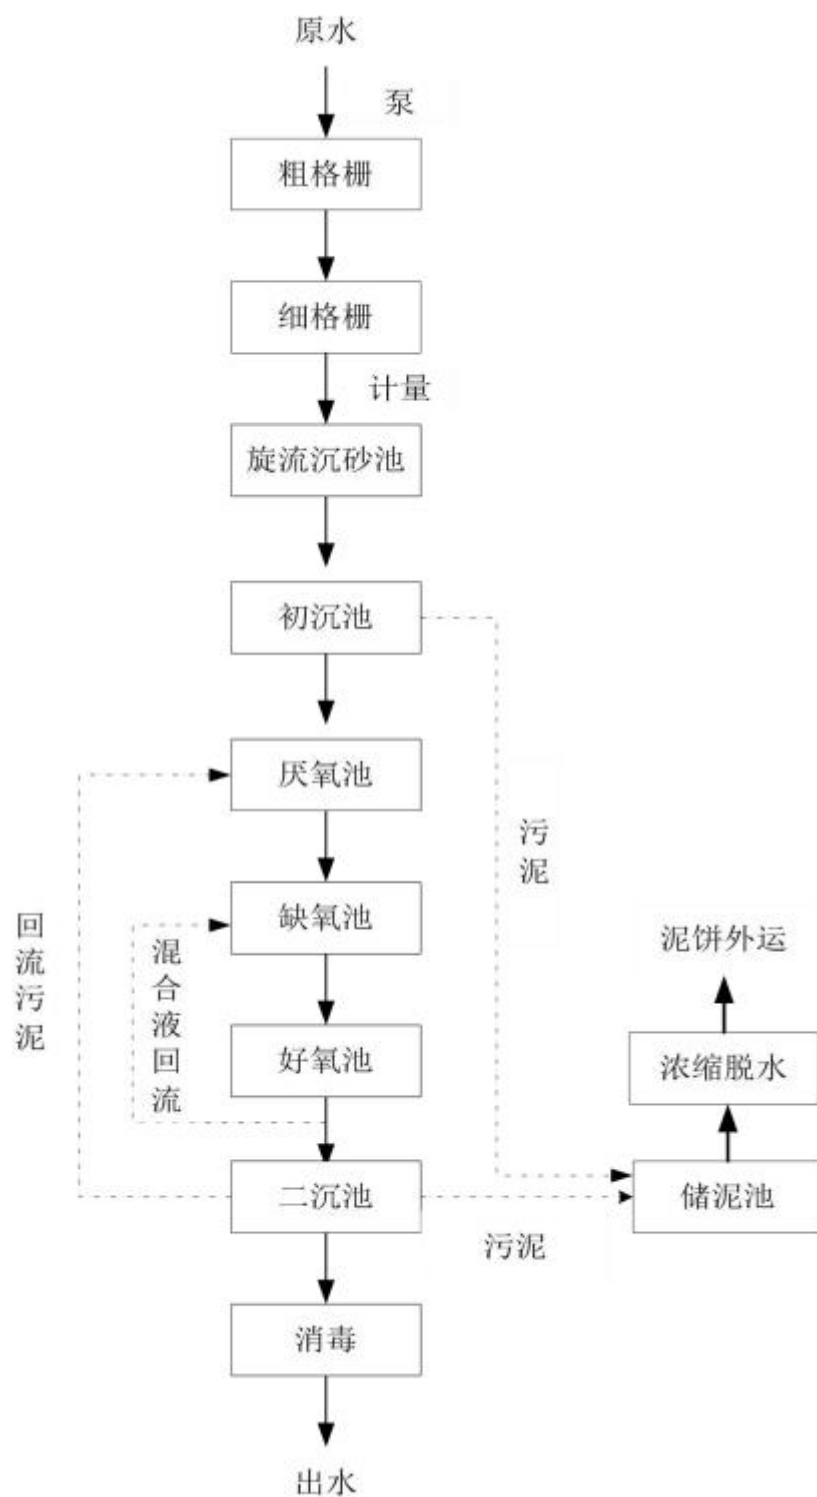 原水
泵
粗格栅
细格栅
计量
旋流沉砂池
初沉池
厌氧池
污泥
缺氧池
回流污泥
混合液回流
泥饼外运
好氧池
浓缩脱水
二沉池
储泥池
污泥
消毒
出水